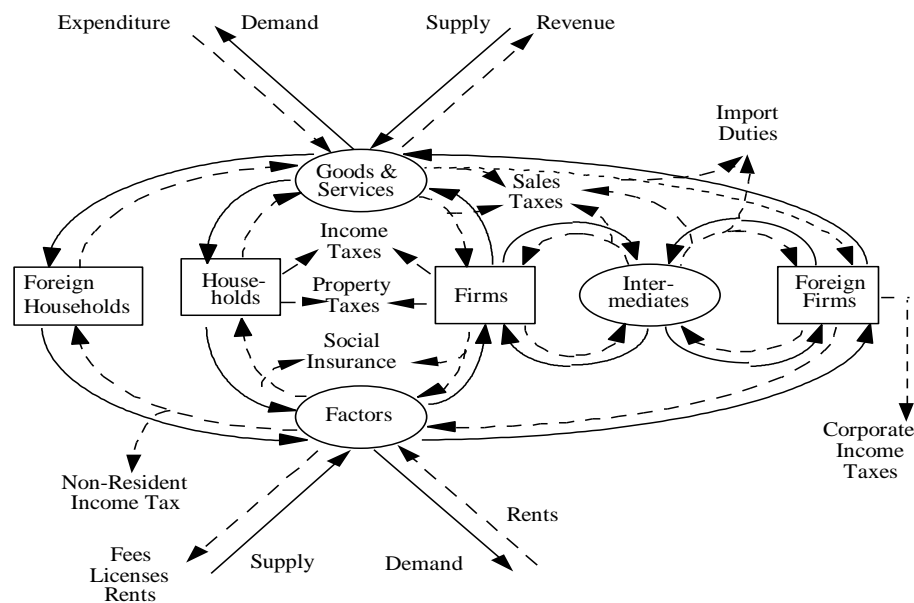 Expenditure
Demand
Supply
Revenue
Import
Duties
Goods &
Services
Sales
Taxes
Income
Taxes
Foreign
Households
House-
holds
Property
Taxes
Firms
Inter-
mediates
Foreign
Firms
Social
Insurance
Factors
Corporate
Income
Taxes
Non-Resident
Income Tax
Rents
Fees
Licenses
Rents
Supply
Demand